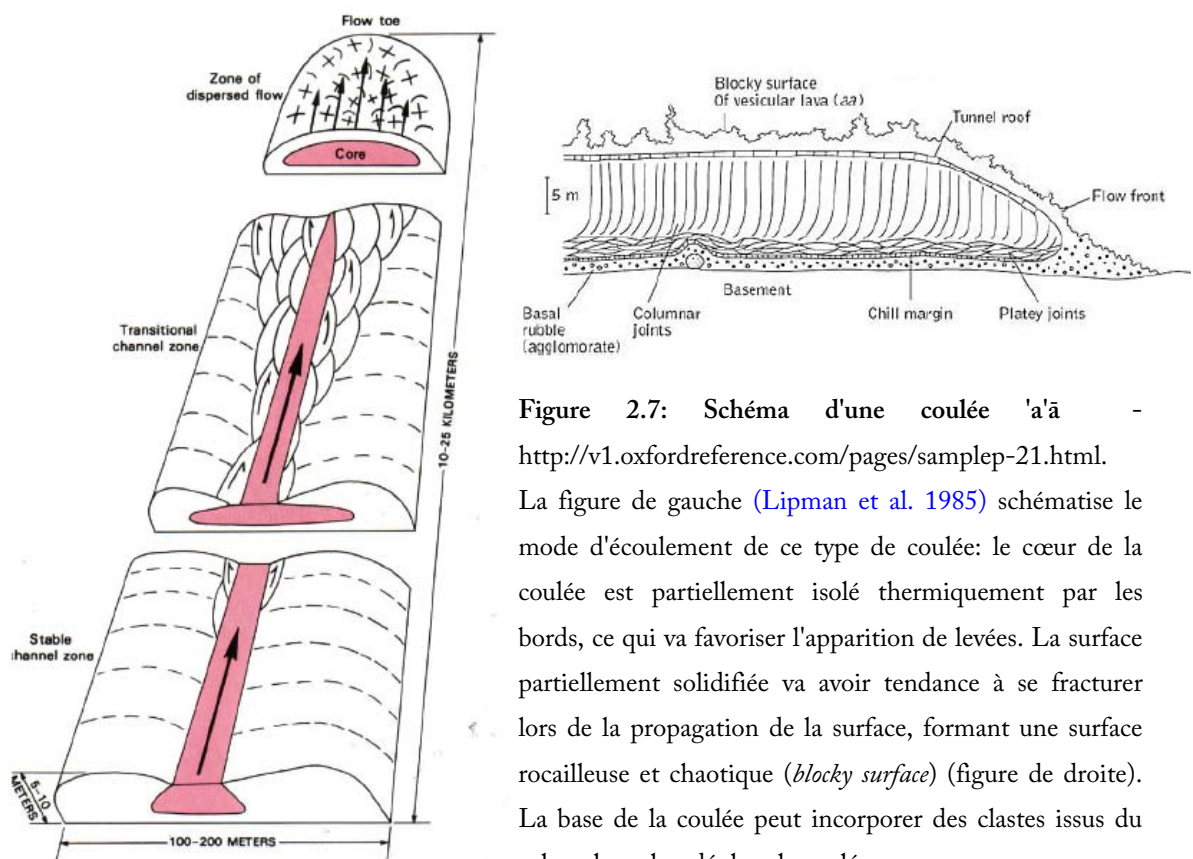 Flow toe
Zone of
dispersed flow
Core
Transitional
channel zone
10-25 KILOMETERS
Stable
hannel zone
5-10
METERS
100-200 METERS
Blocky surface
Of vesicular lava (aa)
Tunnel roof
5 m
Flow front
Basement
Basal
rubble
(agglomorate)
Columnar
joints
Chill margin
Platey joints
Figure 2.7: Schéma d'une coulée 'a'ā -
http://v1.oxfordreference.com/pages/samplep-21.html.
La figure de gauche (Lipman et al. 1985) schématise le
mode d'écoulement de ce type de coulée: le cœur de la
coulée est partiellement isolé thermiquement par les
bords, ce qui va favoriser l'apparition de levées. La surface
partiellement solidifiée va avoir tendance à se fracturer
lors de la propagation de la surface, formant une surface
rocailleuse et chaotique (blocky surface) (figure de droite).
La base de la coulée peut incorporer des clastes issus du